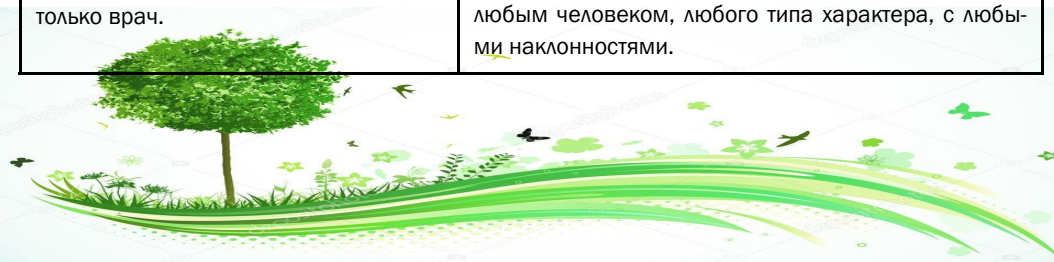 только врач.
любым человеком, любого типа характера, с любы-
ми наклонностями.